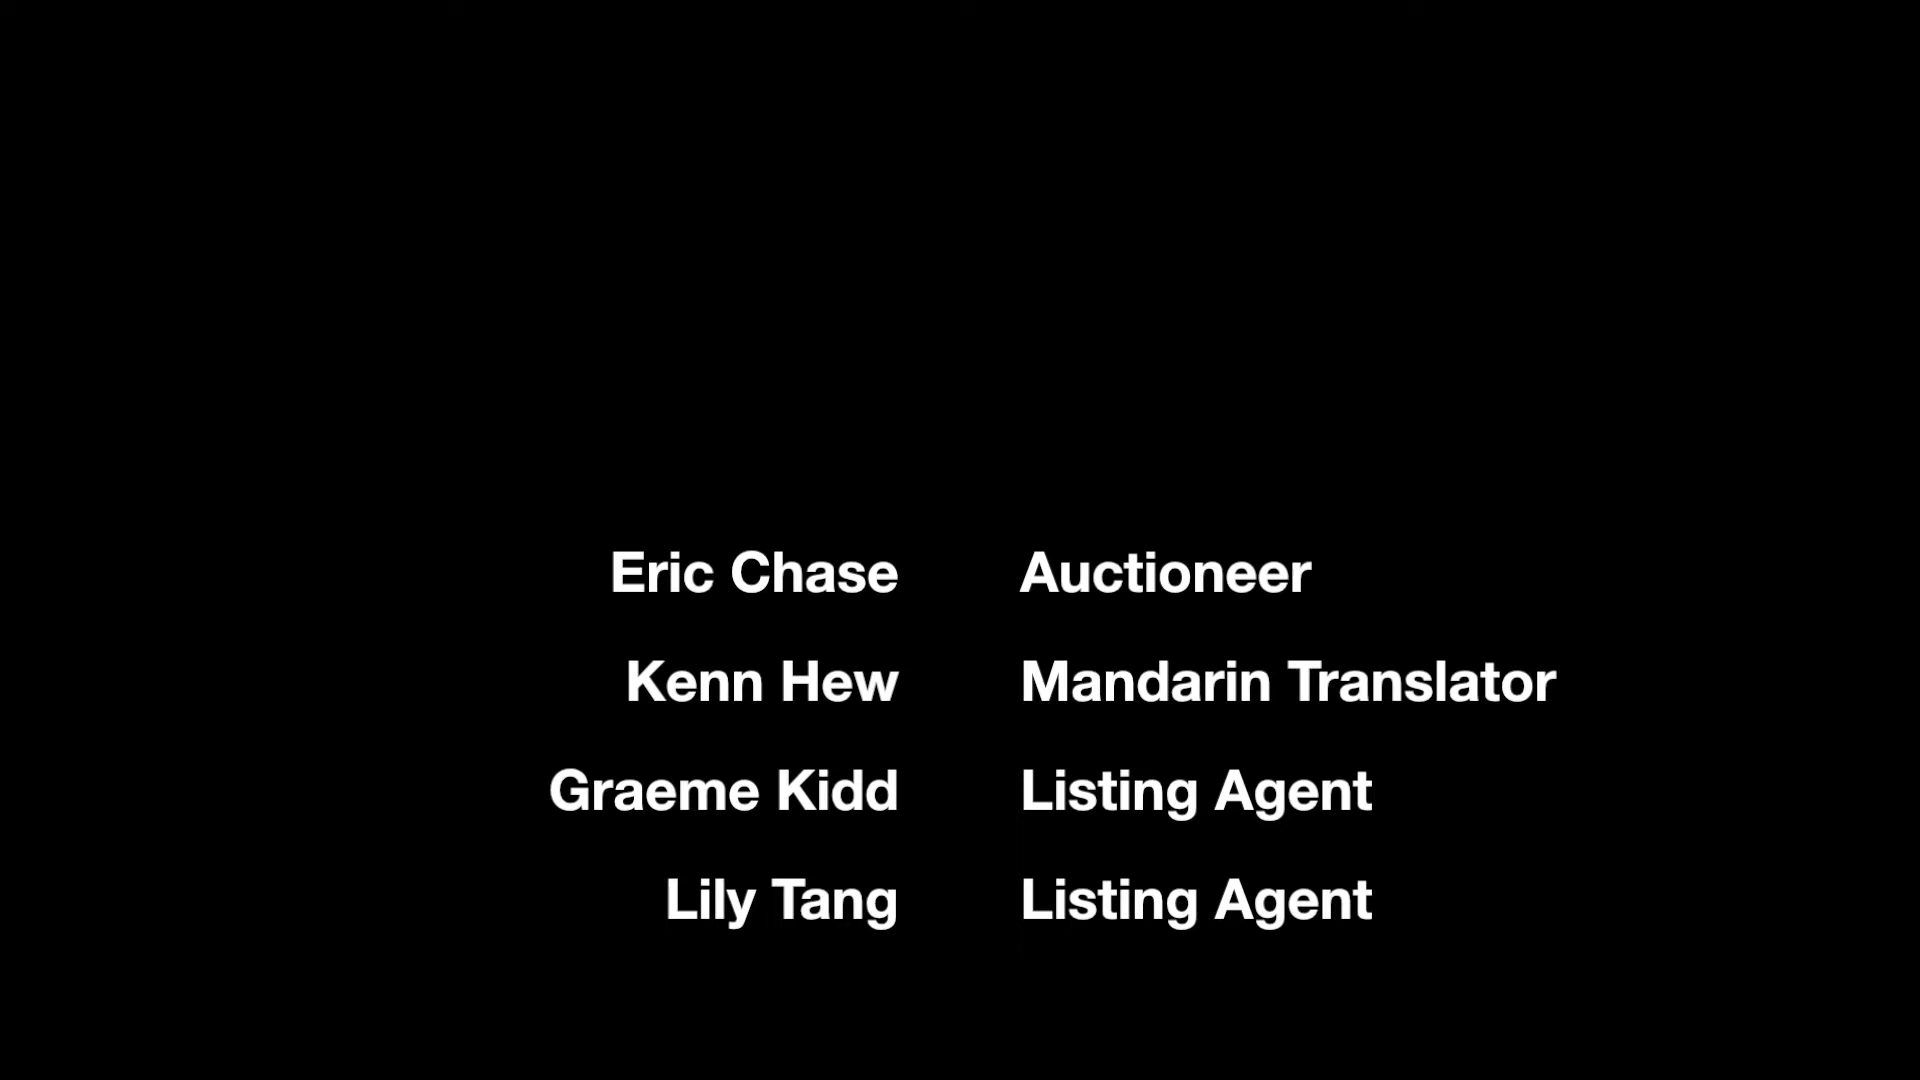 Eric Chase Auctioneer
Kenn Hew Mandarin Translator
Graeme Kidd Listing Agent
Lily Tang Listing Agent